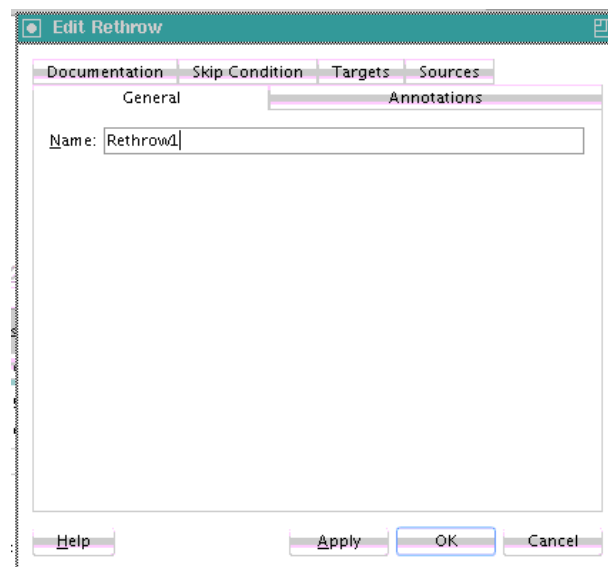 Edit Rethrow
Documentation Skip Condition Targets Sources
General Annotations
Name: Rethrow1
Help Apply OK Cancel